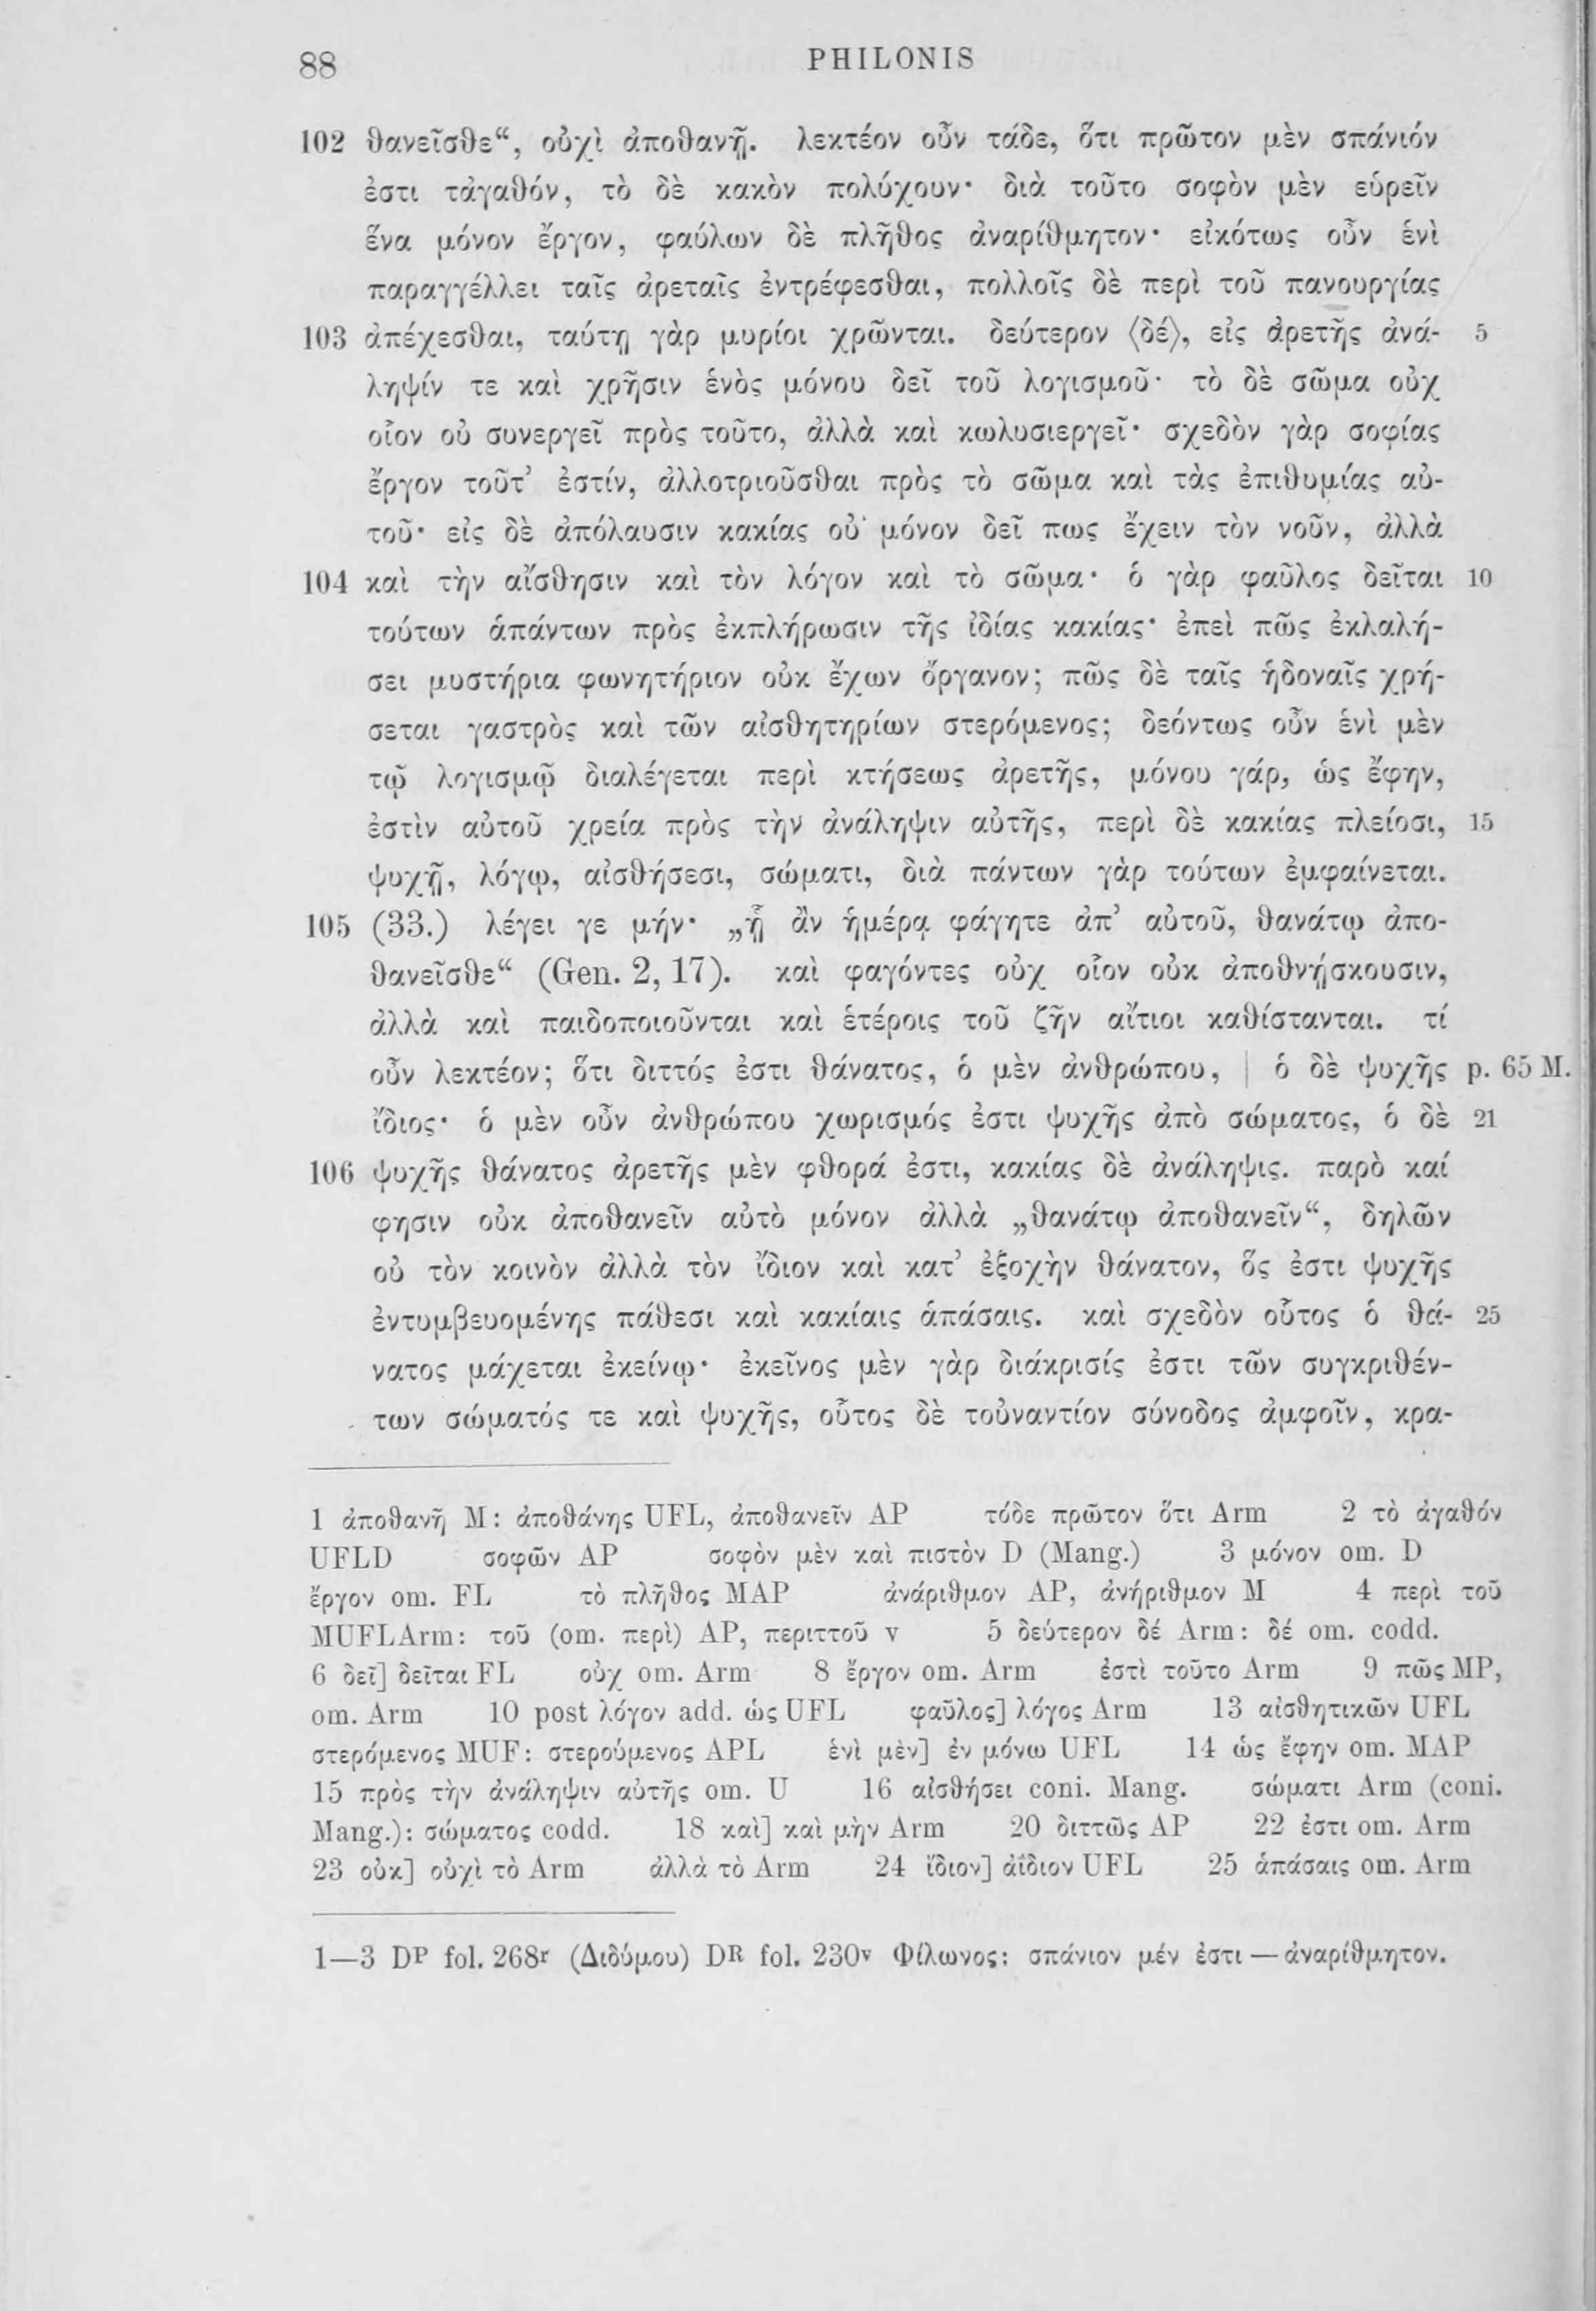 88 PHILONIS
102 θανεῖσθε“, οὐχὶ ἀποθανῇ. λεκτέον οὖν τάδε, ὅτι πρῶτον μὲν σπάνιόν
ἐστι τἀγαθόν, τὸ δὲ κακὸν πολύχουν· διὰ τοῦτο σοφὸν μὲν εὑρεῖν
ἕνα μόνον ἔργον, φαύλων δὲ πλῆθος ἀναρίθμητον· εἰκότως οὖν ἑνὶ
παραγγέλλει ταῖς ἀρεταῖς ἐντρέφεσθαι, πολλοῖς δὲ περὶ τοῦ πανουργίας
103 ἀπέχεσθαι, ταύτῃ γὰρ μυρίοι χρῶνται. δεύτερον ⟨δέ⟩, εἰς ἀρετῆς ἀνά- 5
ληψίν τε καὶ χρῆσιν ἑνὸς μόνου δεῖ τοῦ λογισμοῦ· τὸ δὲ σῶμα οὐχ
οἷον οὐ συνεργεῖ πρὸς τοῦτο, ἀλλὰ καὶ κωλυσιεργεῖ· σχεδὸν γὰρ σοφίας
ἔργον τοῦτ’ ἐστίν, ἀλλοτριοῦσθαι πρὸς τὸ σῶμα καὶ τὰς ἐπιθυμίας αὐ-
τοῦ· εἰς δὲ ἀπόλαυσιν κακίας οὐ μόνον δεῖ πως ἔχειν τὸν νοῦν, ἀλλὰ
104 καὶ τὴν αἴσθησιν καὶ τὸν λόγον καὶ τὸ σῶμα· ὁ γὰρ φαῦλος δεῖται 10
τούτων ἁπάντων πρὸς ἐκπλήρωσιν τῆς ἰδίας κακίας· ἐπεὶ πῶς ἐκλαλή-
σει μυστήρια φωνητήριον οὐκ ἔχων ὄργανον; πῶς δὲ ταῖς ἡδοναῖς χρή-
σεται γαστρὸς καὶ τῶν αἰσθητηρίων στερόμενος; δεόντως οὖν ἑνὶ μὲν
τῷ λογισμῷ διαλέγεται περὶ κτήσεως ἀρετῆς, μόνου γάρ, ὡς ἔφην,
ἐστὶν αὐτοῦ χρεία πρὸς τὴν ἀνάληψιν αὐτῆς, περὶ δὲ κακίας πλείοσι, 15
ψυχῇ, λόγῳ, αἰσθήσεσι, σώματι, διὰ πάντων γὰρ τούτων ἐμφαίνεται.
105 (33.) λέγει γε μήν· „ᾗ ἂν ἡμέρᾳ φάγητε ἀπ’ αὐτοῦ, θανάτῳ ἀπο-
θανεῖσθε“ (Gen. 2, 17). καὶ φαγόντες οὐχ οἷον οὐκ ἀποθνῄσκουσιν,
ἀλλὰ καὶ παιδοποιοῦνται καὶ ἑτέροις τοῦ ζῆν αἴτιοι καθίστανται. τί
οὖν λεκτέον; ὅτι διττός ἐστι θάνατος, ὁ μὲν ἀνθρώπου, | ὁ δὲ ψυχῆς p. 65 M.
ἴδιος· ὁ μὲν οὖν ἀνθρώπου χωρισμός ἐστι ψυχῆς ἀπὸ σώματος, ὁ δὲ 21
106 ψυχῆς θάνατος ἀρετῆς μὲν φθορά ἐστι, κακίας δὲ ἀνάληψις. παρὸ καί
φησιν οὐκ ἀποθανεῖν αὐτὸ μόνον ἀλλὰ „θανάτῳ ἀποθανεῖν“, δηλῶν
οὐ τὸν κοινὸν ἀλλὰ τὸν ἴδιον καὶ κατ’ ἐξοχὴν θάνατον, ὅς ἐστι ψυχῆς
ἐντυμβευομένης πάθεσι καὶ κακίαις ἁπάσαις. καὶ σχεδὸν οὗτος ὁ θά- 25
νατος μάχεται ἐκείνῳ· ἐκεῖνος μὲν γὰρ διάκρισίς ἐστι τῶν συγκριθέν-
των σώματός τε καὶ ψυχῆς, οὗτος δὲ τοὐναντίον σύνοδος ἀμφοῖν, κρα-
1 ἀποθανῇ M: ἀποθάνης UFL, ἀποθανεῖν AP τόδε πρῶτον ὅτι Arm 2 τὸ ἀγαθόν
UFLD σοφῶν AP σοφὸν μὲν καὶ πιστὸν D (Mang.) 3 μόνον om. D
ἔργον om. FL τὸ πλῆθος MAP ἀνάριθμον AP, ἀνήριθμον M 4 περὶ τοῦ
MUFLArm: τοῦ (om. περὶ) AP, περιττοῦ v 5 δεύτερον δέ Arm: δέ om. codd.
6 δεῖ] δεῖται FL οὐχ om. Arm 8 ἔργον om. Arm ἐστὶ τοῦτο Arm 9 πῶς MP,
om. Arm 10 post λόγον add. ὡς UFL φαῦλος] λόγος Arm 13 αἰσθητικῶν UFL
στερόμενος MUF: στερούμενος APL ἑνὶ μὲν] ἐν μόνω UFL 14 ὡς ἔφην om. MAP
15 πρὸς τὴν ἀνάληψιν αὐτῆς om. U 16 αἰσθήσει coni. Mang. σώματι Arm (coni.
Mang.): σώματος codd. 18 καὶ] καὶ μὴν Arm 20 διττῶς AP 22 ἐστι om. Arm
23 οὐκ] οὐχὶ τὸ Arm ἀλλὰ τὸ Arm 24 ἴδιον] ἀΐδιον UFL 25 ἁπάσαις om. Arm
1—3 Dᴾ fol. 268ʳ (Διδύμου) Dᴿ fol. 230ᵛ Φίλωνος: σπάνιον μέν ἐστι — ἀναρίθμητον.